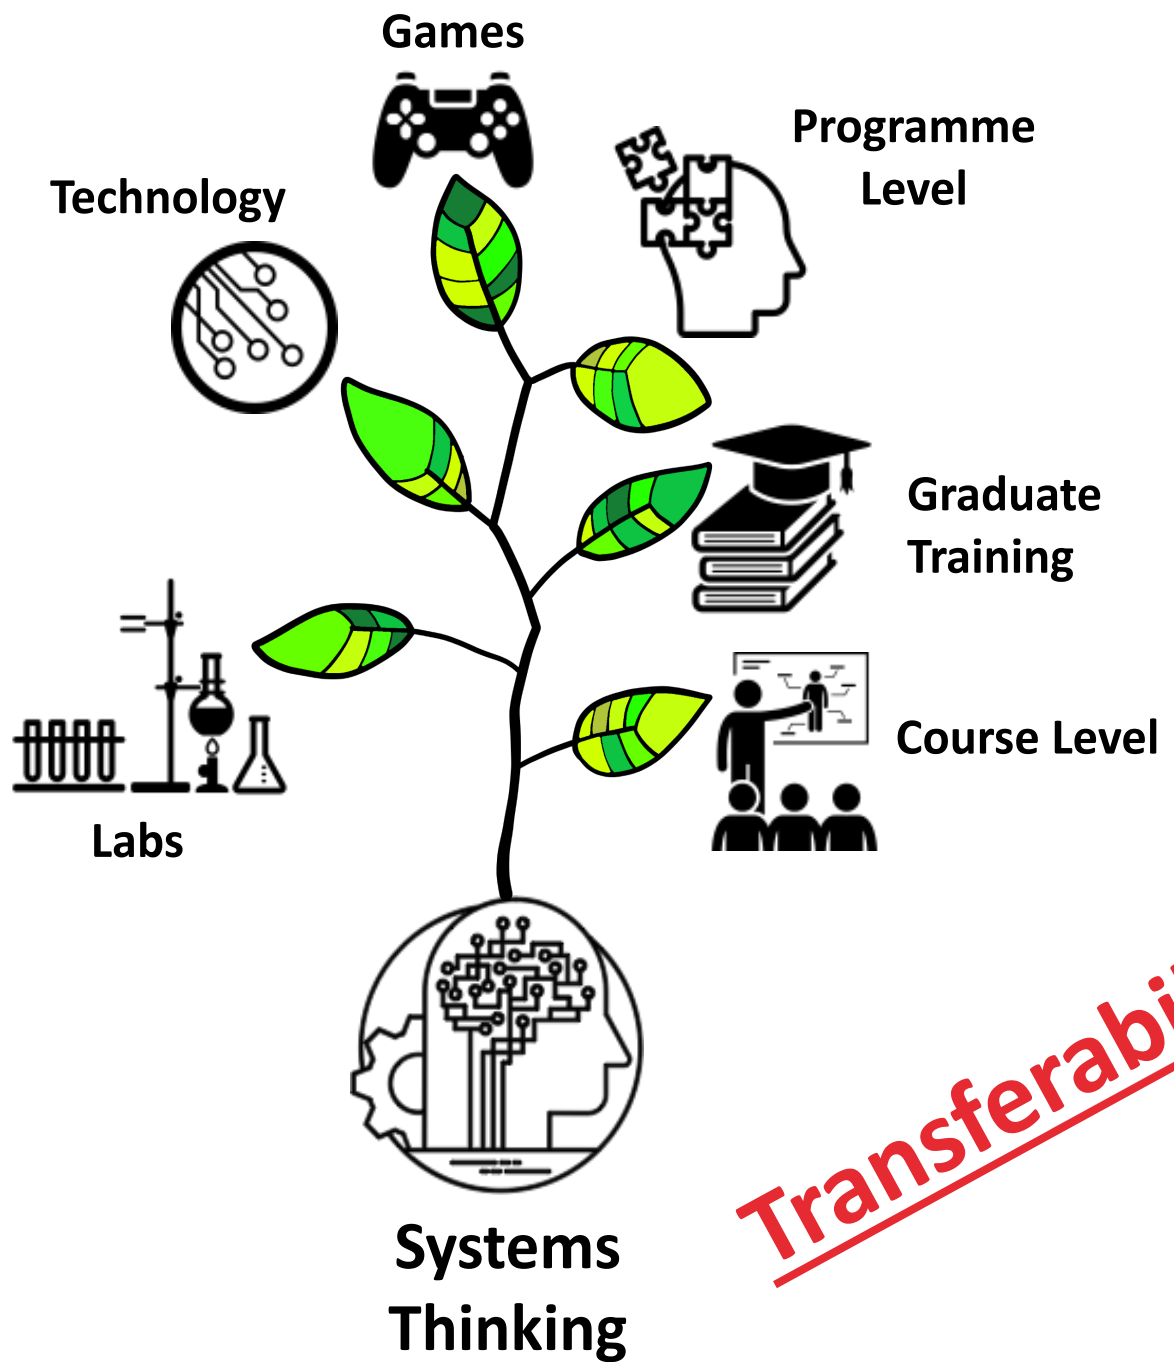 Games
Programme
Level
Technology
Graduate
Training
Course Level
Labs
Systems
Thinking